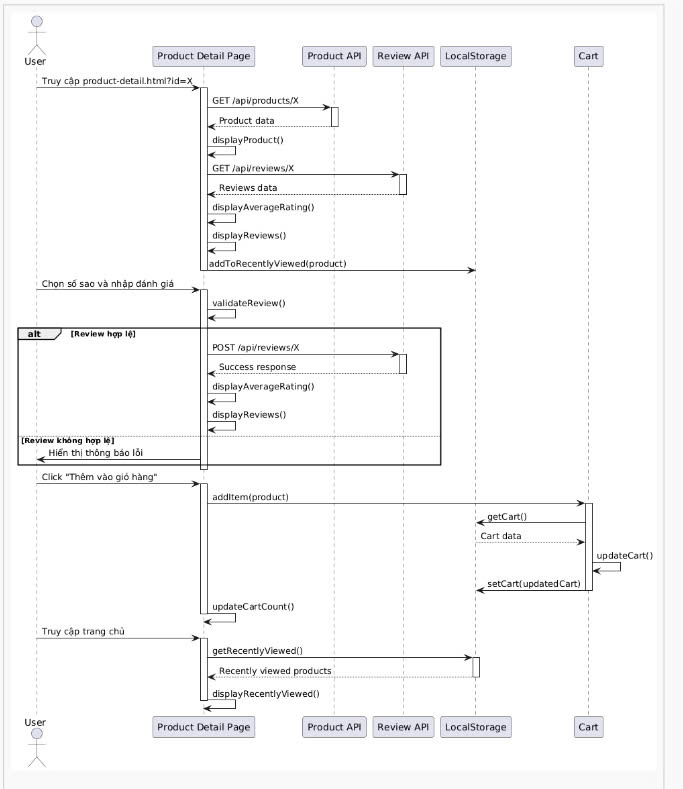 User
Product Detail Page
Product API
Review API
LocalStorage
Cart
Truy cập product-detail.html?id=X
GET /api/products/X
Product data
displayProduct()
GET /api/reviews/X
Reviews data
displayAverageRating()
displayReviews()
addToRecentlyViewed(product)
Chọn số sao và nhập đánh giá
validateReview()
alt
[Review hợp lệ]
POST /api/reviews/X
Success response
displayAverageRating()
displayReviews()
[Review không hợp lệ]
Hiển thị thông báo lỗi
Click "Thêm vào giỏ hàng"
addItem(product)
getCart()
Cart data
updateCart()
setCart(updatedCart)
updateCartCount()
Truy cập trang chủ
getRecentlyViewed()
Recently viewed products
displayRecentlyViewed()
User
Product Detail Page
Product API
Review API
LocalStorage
Cart